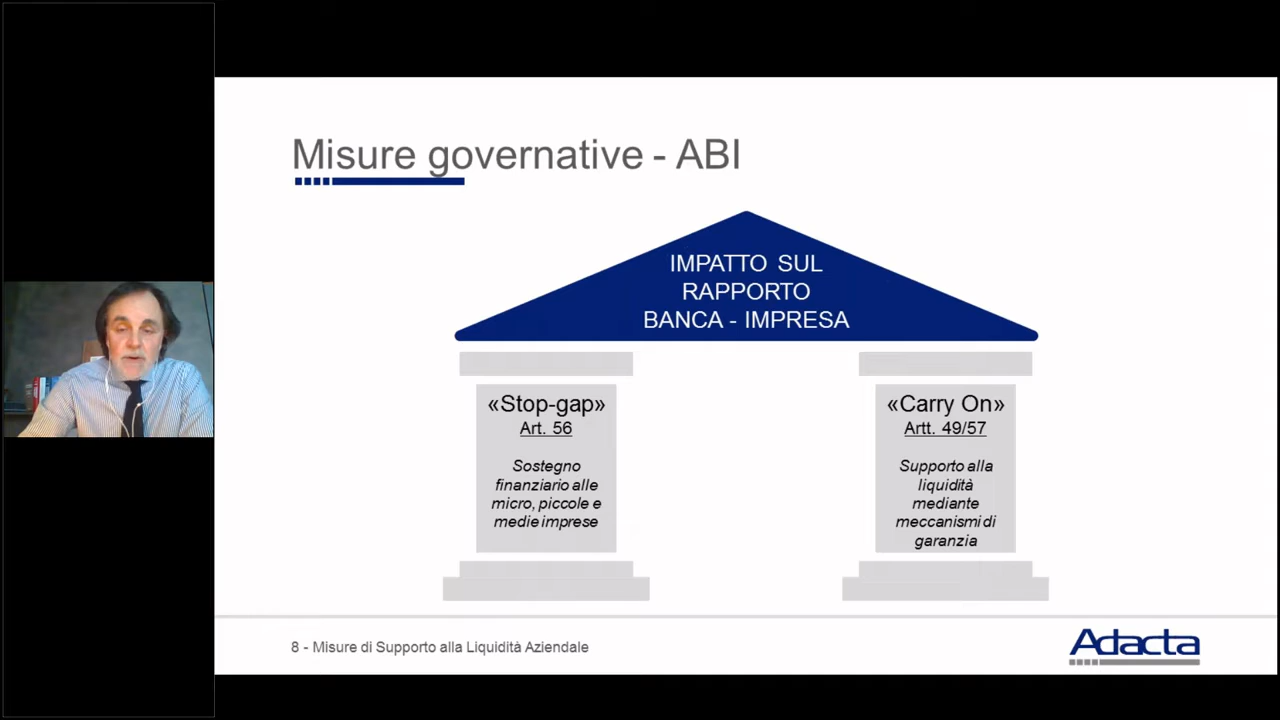 Misure governative - ABI
IMPATTO SUL
RAPPORTO
BANCA - IMPRESA
«Stop-gap»
Art. 56
Sostegno
finanziario alle
micro, piccole e
medie imprese
«Carry On»
Artt. 49/57
Supporto alla
liquidità
mediante
meccanismi di
garanzia
8 - Misure di Supporto alla Liquidità Aziendale
Adacta